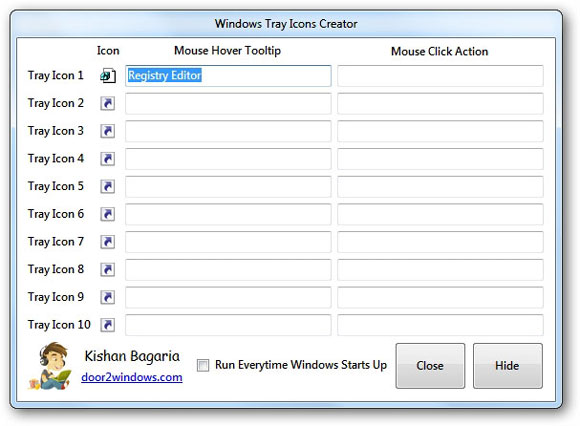 Windows Tray Icons Creator
Icon Mouse Hover Tooltip Mouse Click Action
Tray Icon 1 Registry Editor
Tray Icon 2
Tray Icon 3
Tray Icon 4
Tray Icon 5
Tray Icon 6
Tray Icon 7
Tray Icon 8
Tray Icon 9
Tray Icon 10
Kishan Bagaria
door2windows.com
Run Everytime Windows Starts Up
Close Hide